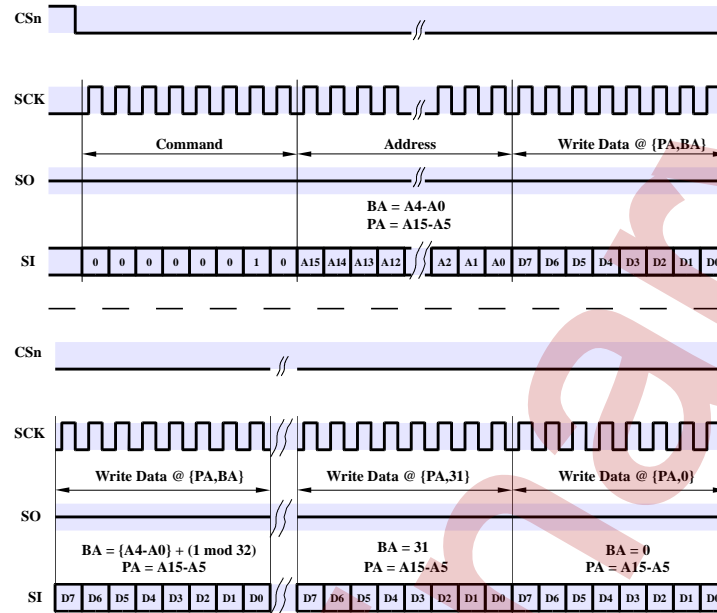 CSn
SCK
Command Address Write Data @ {PA,BA}
SO
BA = A4-A0
PA = A15-A5
SI 0 0 0 0 0 0 1 0 A15 A14 A13 A12 A2 A1 A0 D7 D6 D5 D4 D3 D2 D1 D0
CSn
SCK
Write Data @ {PA,BA} Write Data @ {PA,31} Write Data @ {PA,0}
SO
BA = {A4-A0} + (1 mod 32) BA = 31 BA = 0
PA = A15-A5 PA = A15-A5 PA = A15-A5
SI D7 D6 D5 D4 D3 D2 D1 D0 D7 D6 D5 D4 D3 D2 D1 D0 D7 D6 D5 D4 D3 D2 D1 D0